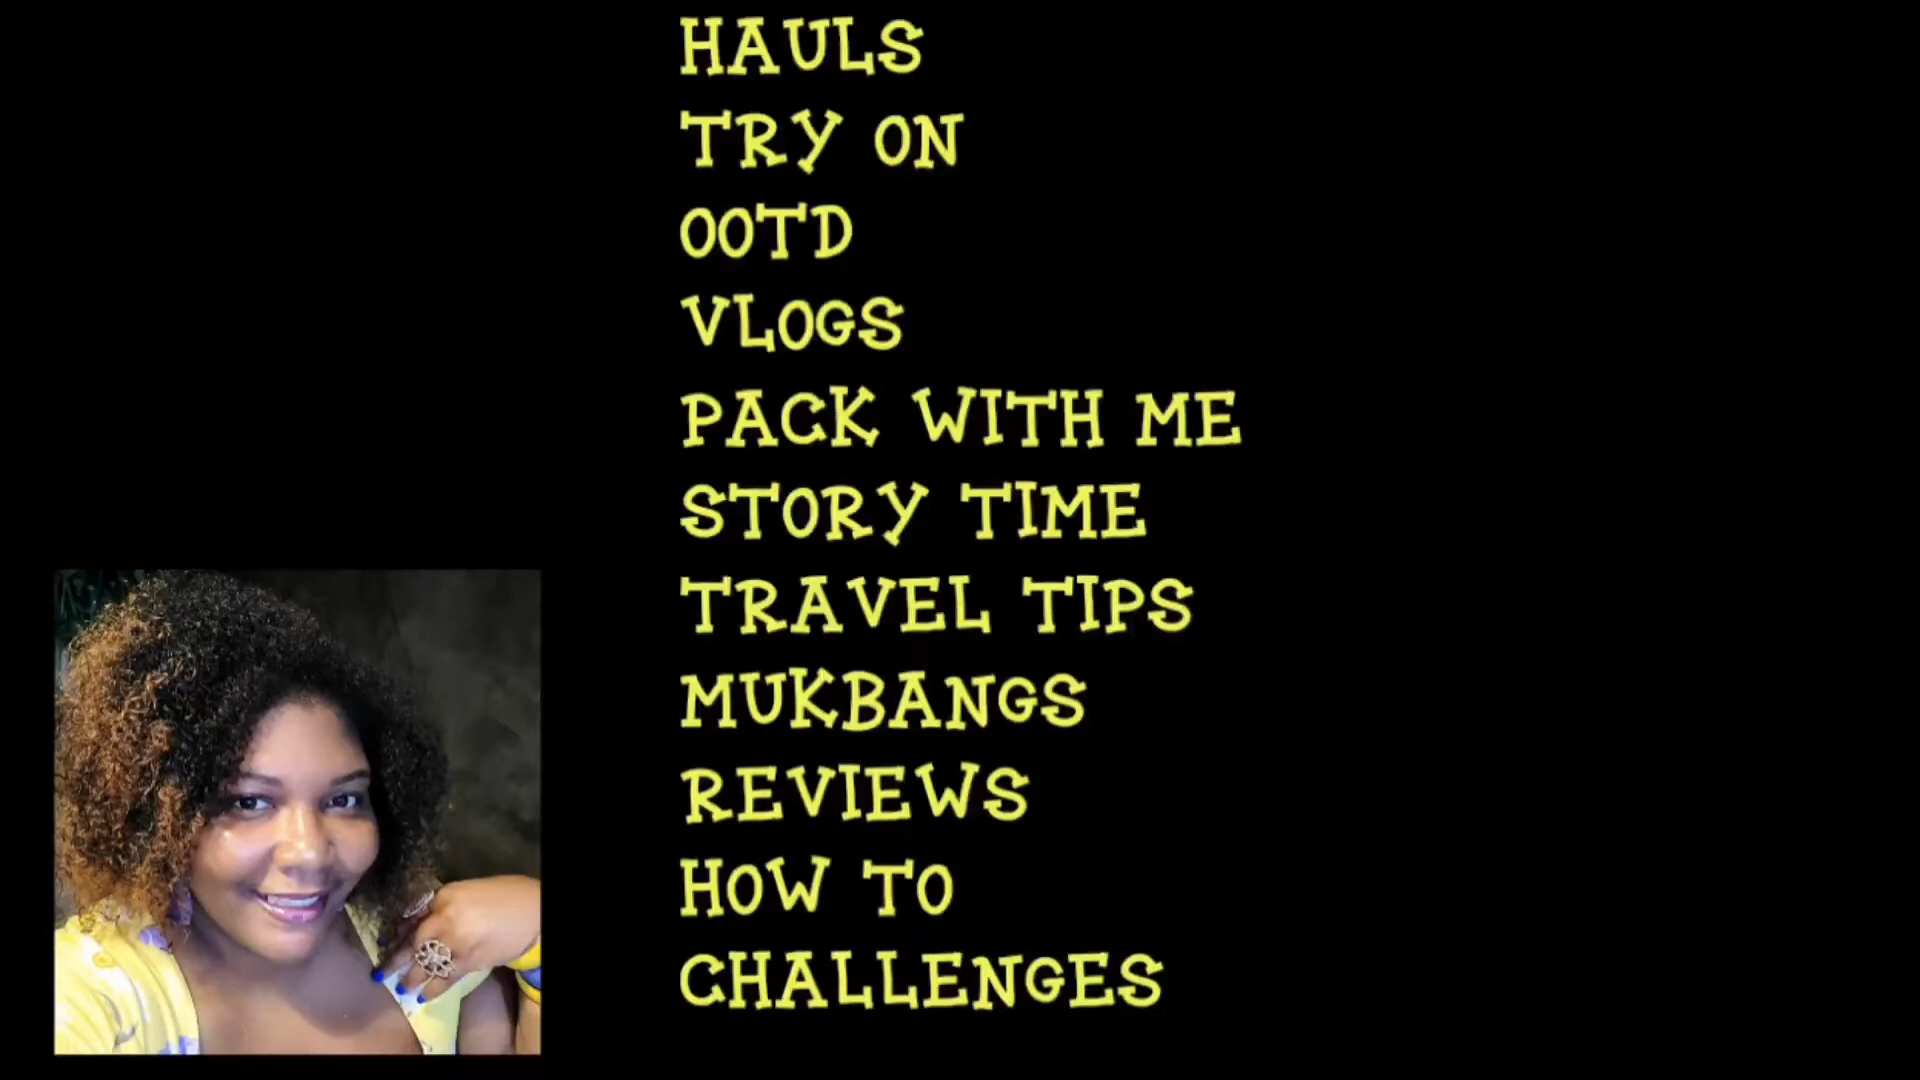 HAULS
TRY ON
OOTD
VLOGS
PACK WITH ME
STORY TIME
TRAVEL TIPS
MUKBANGS
REVIEWS
HOW TO
CHALLENGES